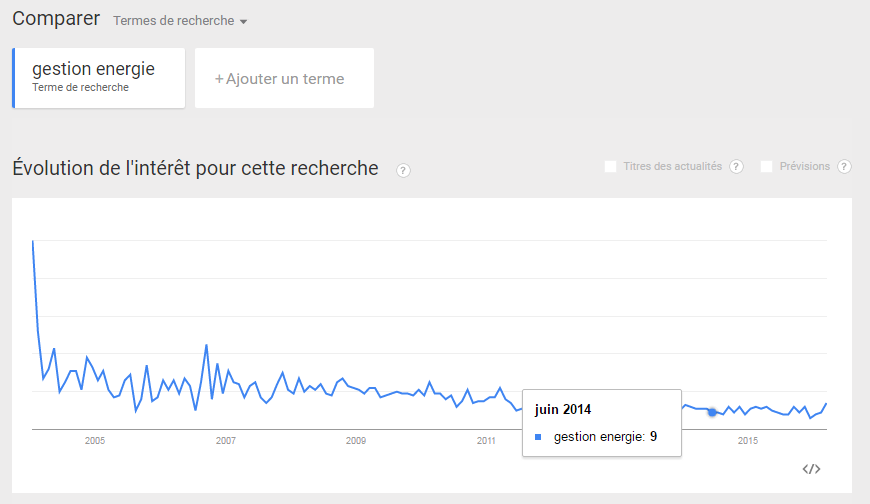 Comparer Termes de recherche
gestion energie
Terme de recherche
+ Ajouter un terme
Évolution de l'intérêt pour cette recherche ?
Titres des actualités ? Prévisions ?
juin 2014
gestion energie: 9
2005 2007 2009 2011 2015
</>